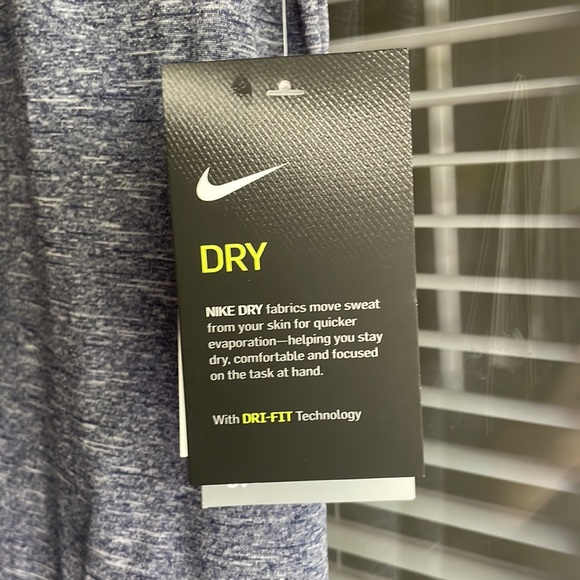 DRY
NIKE DRY fabrics move sweat
from your skin for quicker
evaporation—helping you stay
dry, comfortable and focused
on the task at hand.
With DRI-FIT Technology